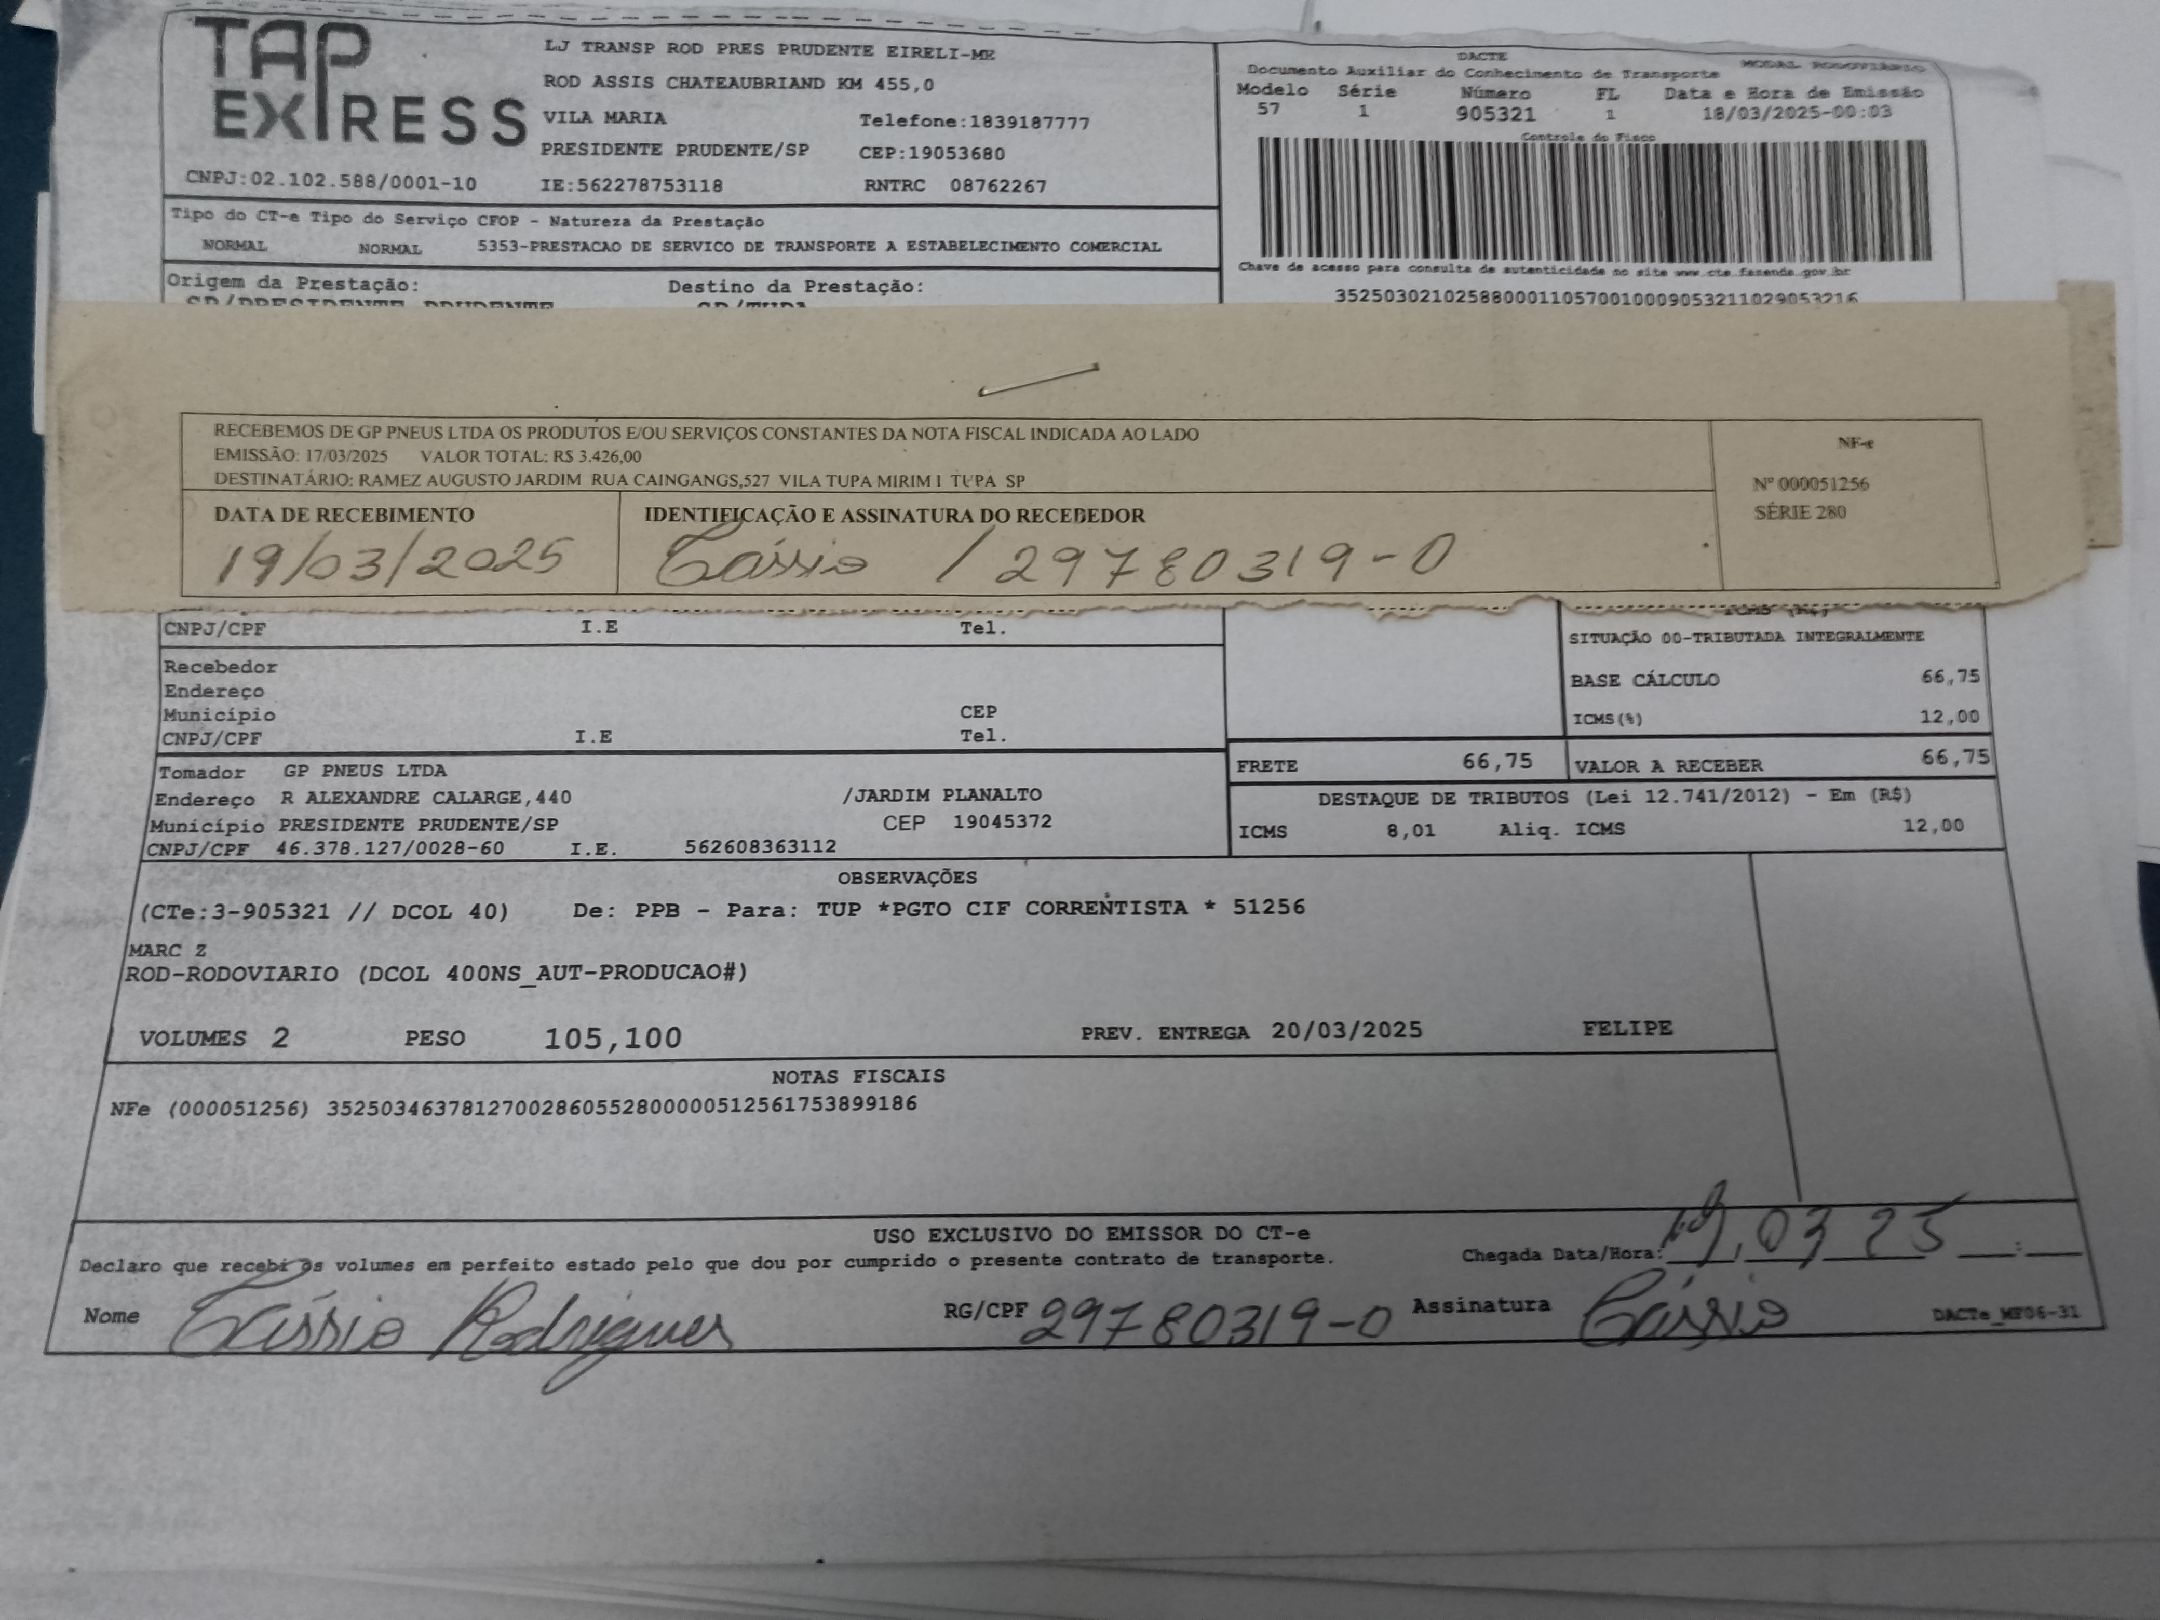 TAP EXPRESS
LJ TRANSP ROD PRES PRUDENTE EIRELI-ME
ROD ASSIS CHATEAUBRIAND KM 455,0
VILA MARIA Telefone:1839187777
PRESIDENTE PRUDENTE/SP CEP:19053680
CNPJ:02.102.588/0001-10 IE:562278753118 RNTRC 08762267
DACTE MODAL RODOVIÁRIO
Documento Auxiliar do Conhecimento de Transporte
Modelo Série Número FL Data e Hora de Emissão
57 1 905321 1 18/03/2025-00:03
Controle do Fisco
Tipo do CT-e Tipo do Serviço CFOP - Natureza da Prestação
NORMAL NORMAL 5353-PRESTACAO DE SERVICO DE TRANSPORTE A ESTABELECIMENTO COMERCIAL
Chave de acesso para consulta de autenticidade no site www.cte.fazenda.gov.br
35250302102588000110570010009053211029053216
Origem da Prestação: Destino da Prestação:
SP/PRESIDENTE PRUDENTE SP/TUPA
RECEBEMOS DE GP PNEUS LTDA OS PRODUTOS E/OU SERVIÇOS CONSTANTES DA NOTA FISCAL INDICADA AO LADO
EMISSÃO: 17/03/2025 VALOR TOTAL: R$ 3.426,00
DESTINATÁRIO: RAMEZ AUGUSTO JARDIM RUA CAINGANGS,527 VILA TUPA MIRIM I TUPA SP
NF-e
Nº 000051256
SÉRIE 280
DATA DE RECEBIMENTO IDENTIFICAÇÃO E ASSINATURA DO RECEBEDOR
19/03/2025 Cássio / 29780319-0
CNPJ/CPF I.E Tel.
Recebedor
Endereço
Município CEP
CNPJ/CPF I.E Tel.
SITUAÇÃO 00-TRIBUTADA INTEGRALMENTE
BASE CÁLCULO 66,75
ICMS(%) 12,00
FRETE 66,75 VALOR A RECEBER 66,75
Tomador GP PNEUS LTDA
Endereço R ALEXANDRE CALARGE,440 /JARDIM PLANALTO
Município PRESIDENTE PRUDENTE/SP CEP 19045372
CNPJ/CPF 46.378.127/0028-60 I.E. 562608363112
DESTAQUE DE TRIBUTOS (Lei 12.741/2012) - Em (R$)
ICMS 8,01 Aliq. ICMS 12,00
OBSERVAÇÕES
(CTe:3-905321 // DCOL 40) De: PPB - Para: TUP *PGTO CIF CORRENTISTA * 51256
MARC Z
ROD-RODOVIARIO (DCOL 400NS_AUT-PRODUCAO#)
VOLUMES 2 PESO 105,100 PREV. ENTREGA 20/03/2025 FELIPE
NOTAS FISCAIS
NFe (000051256) 35250346378127002860552800000512561753899186
USO EXCLUSIVO DO EMISSOR DO CT-e
Declaro que recebi os volumes em perfeito estado pelo que dou por cumprido o presente contrato de transporte. Chegada Data/Hora: 19,03 25 :
Nome Cássio Rodrigues RG/CPF 29780319-0 Assinatura Cássio DACTe_MF06-31